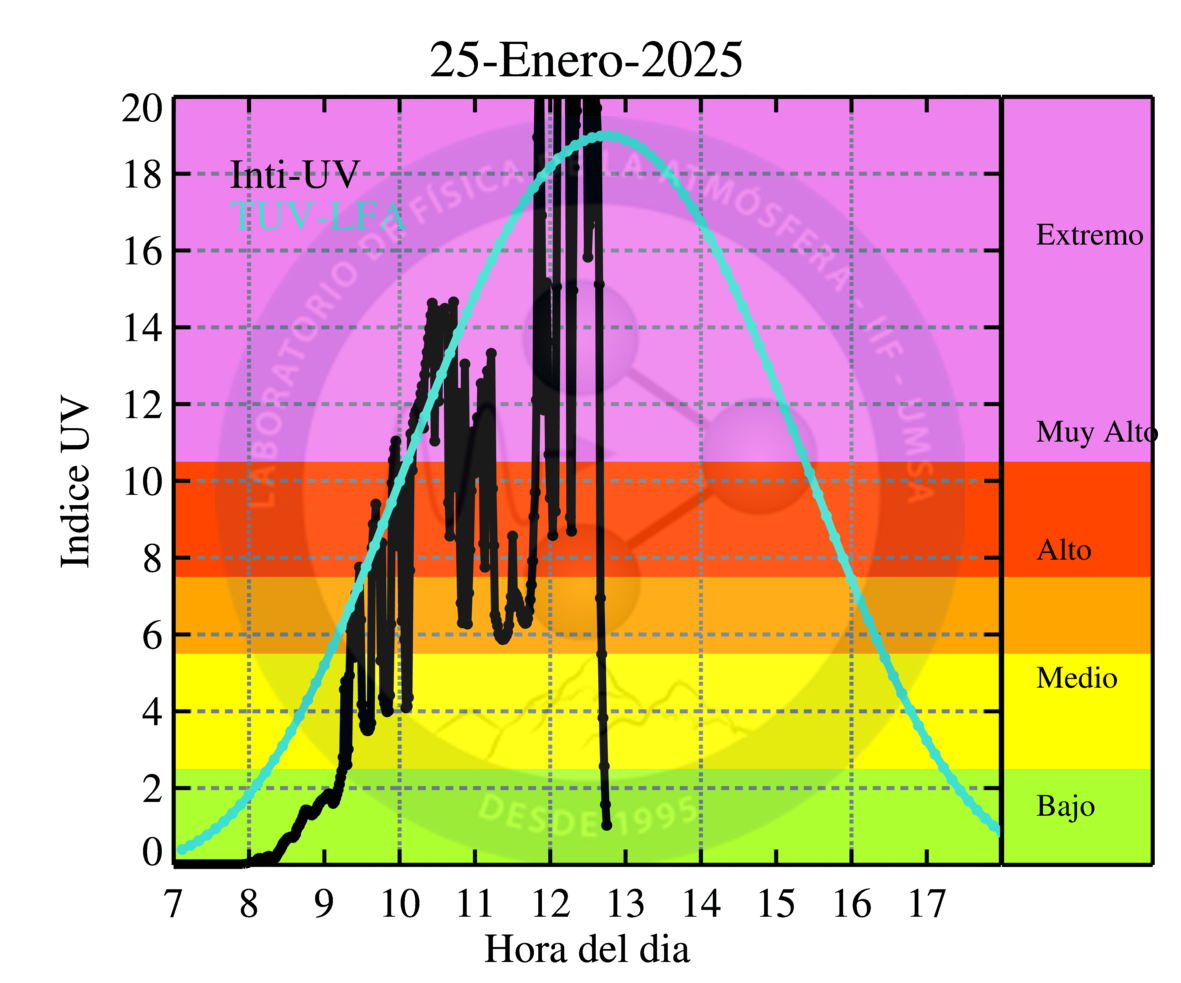 25-Enero-2025
Inti-UV
TUV-LFA
Indice UV
20
18
16
14
12
10
8
6
4
2
0
7 8 9 10 11 12 13 14 15 16 17
Hora del dia
Extremo
Muy Alto
Alto
Medio
Bajo
LABORATORIO DE FÍSICA DE LA ATMÓSFERA - IIF - UMSA
DESDE 1995